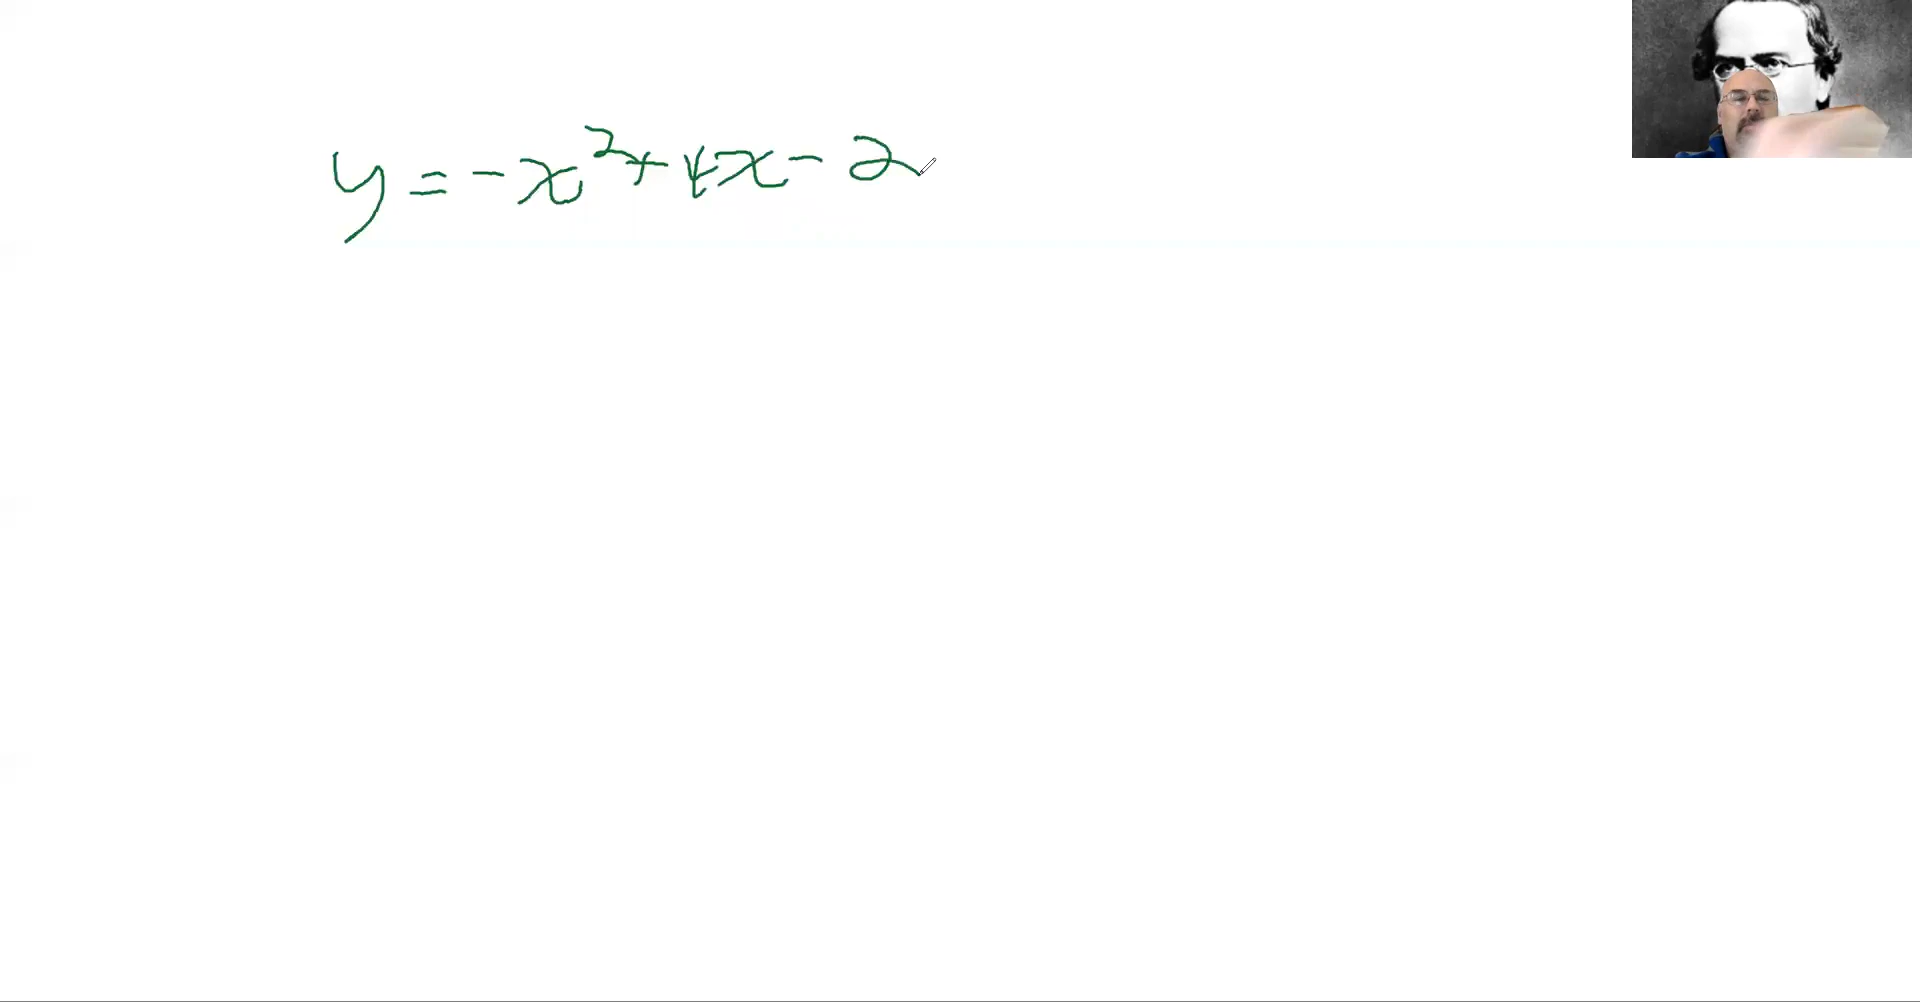 y = -x² + 4x - 2